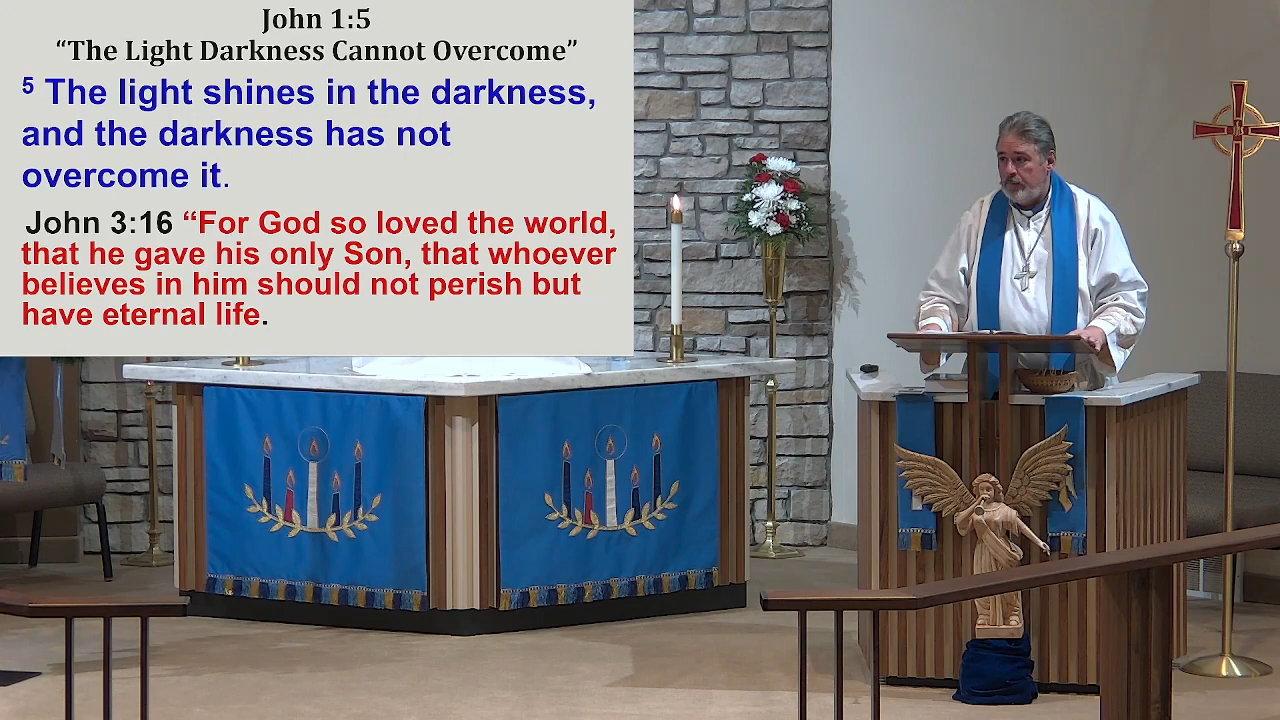 John 1:5
“The Light Darkness Cannot Overcome”
5 The light shines in the darkness,
and the darkness has not
overcome it.
John 3:16 “For God so loved the world,
that he gave his only Son, that whoever
believes in him should not perish but
have eternal life.